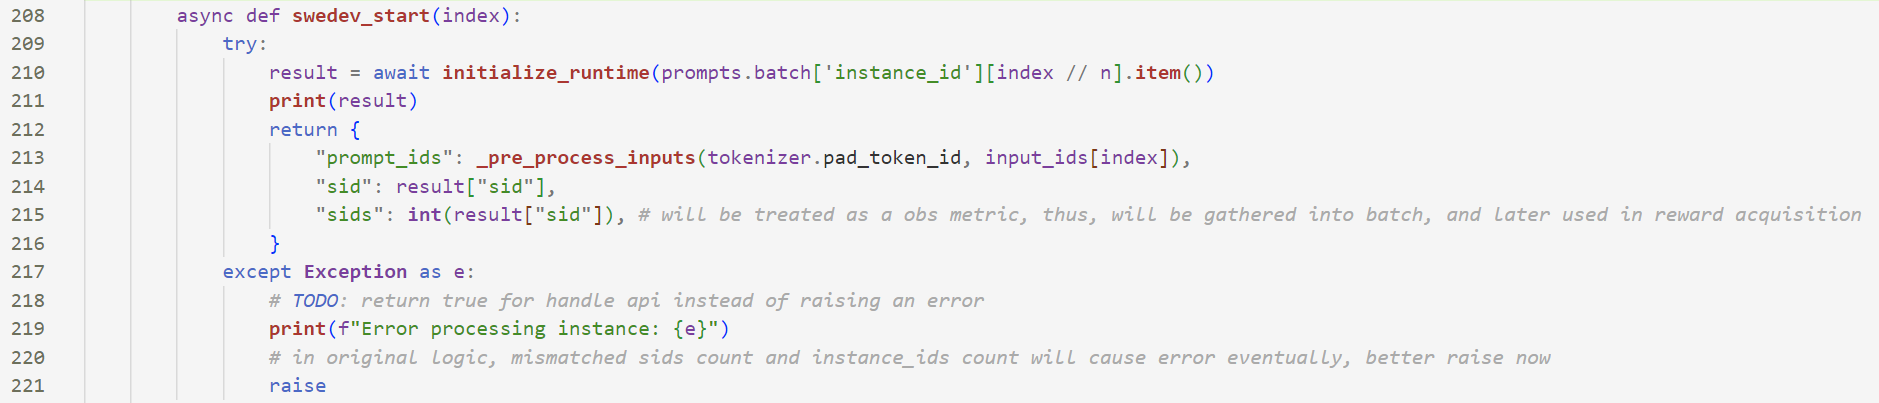 208 async def swedev_start(index):
209 try:
210 result = await initialize_runtime(prompts.batch['instance_id'][index // n].item())
211 print(result)
212 return {
213 "prompt_ids": _pre_process_inputs(tokenizer.pad_token_id, input_ids[index]),
214 "sid": result["sid"],
215 "sids": int(result["sid"]), # will be treated as a obs metric, thus, will be gathered into batch, and later used in reward acquisition
216 }
217 except Exception as e:
218 # TODO: return true for handle api instead of raising an error
219 print(f"Error processing instance: {e}")
220 # in original logic, mismatched sids count and instance_ids count will cause error eventually, better raise now
221 raise